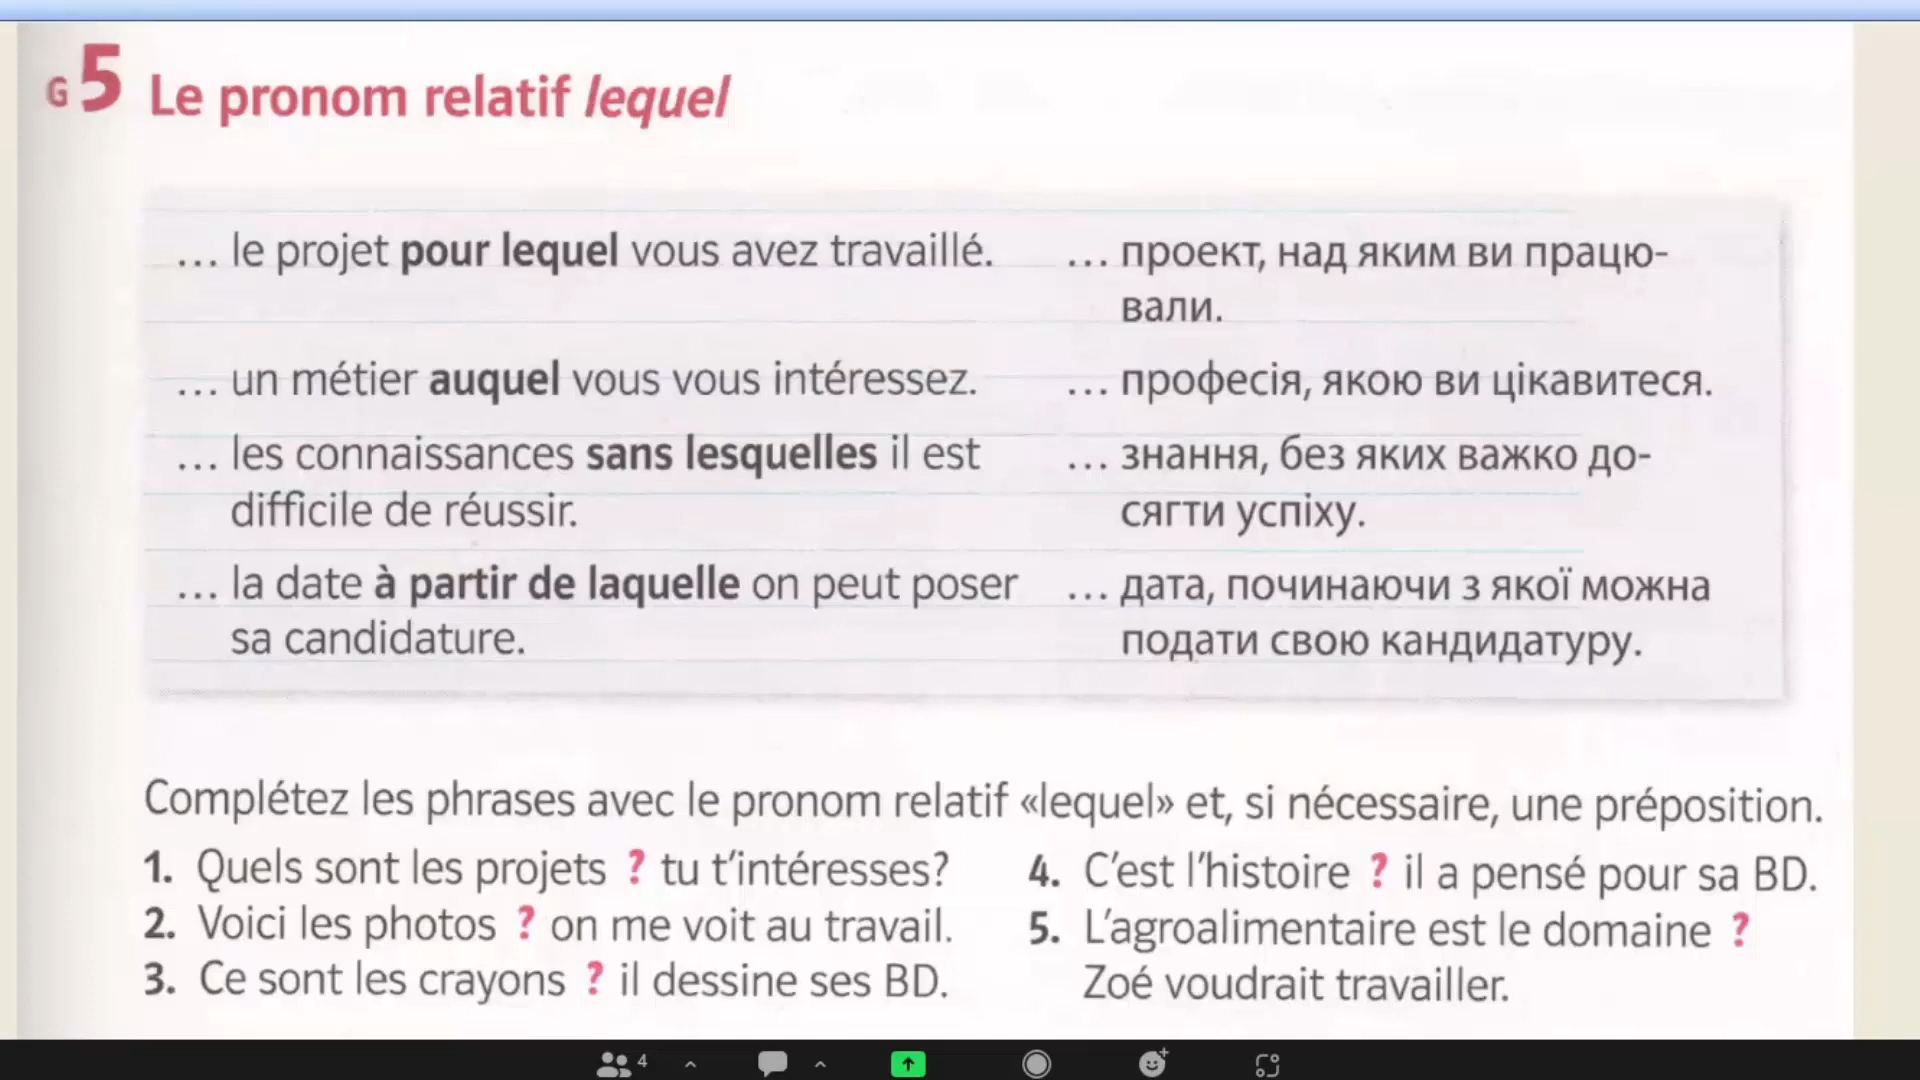 G 5 Le pronom relatif lequel
… le projet pour lequel vous avez travaillé.
… проект, над яким ви працю-
вали.
… un métier auquel vous vous intéressez.
… професія, якою ви цікавитеся.
… les connaissances sans lesquelles il est
difficile de réussir.
… знання, без яких важко до-
сягти успіху.
… la date à partir de laquelle on peut poser
sa candidature.
… дата, починаючи з якої можна
подати свою кандидатуру.
Complétez les phrases avec le pronom relatif «lequel» et, si nécessaire, une préposition.
1. Quels sont les projets ? tu t'intéresses?
2. Voici les photos ? on me voit au travail.
3. Ce sont les crayons ? il dessine ses BD.
4. C'est l'histoire ? il a pensé pour sa BD.
5. L'agroalimentaire est le domaine ?
Zoé voudrait travailler.
4